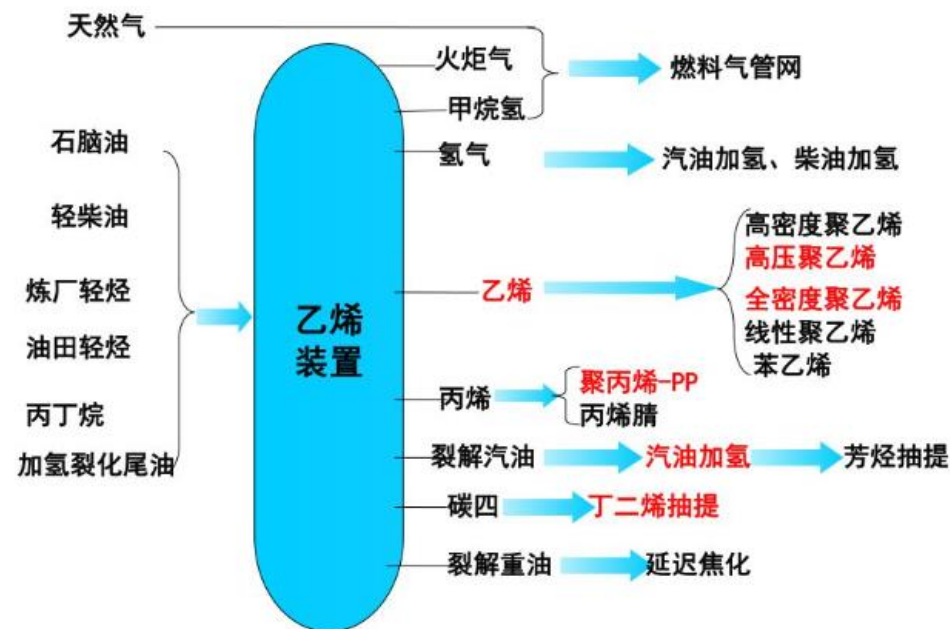 天然气
火炬气
甲烷氢
燃料气管网
氢气
汽油加氢、柴油加氢
石脑油
轻柴油
炼厂轻烃
油田轻烃
丙丁烷
加氢裂化尾油
乙烯
装置
乙烯
高密度聚乙烯
高压聚乙烯
全密度聚乙烯
线性聚乙烯
苯乙烯
丙烯
聚丙烯-PP
丙烯腈
裂解汽油
汽油加氢
芳烃抽提
碳四
丁二烯抽提
裂解重油
延迟焦化